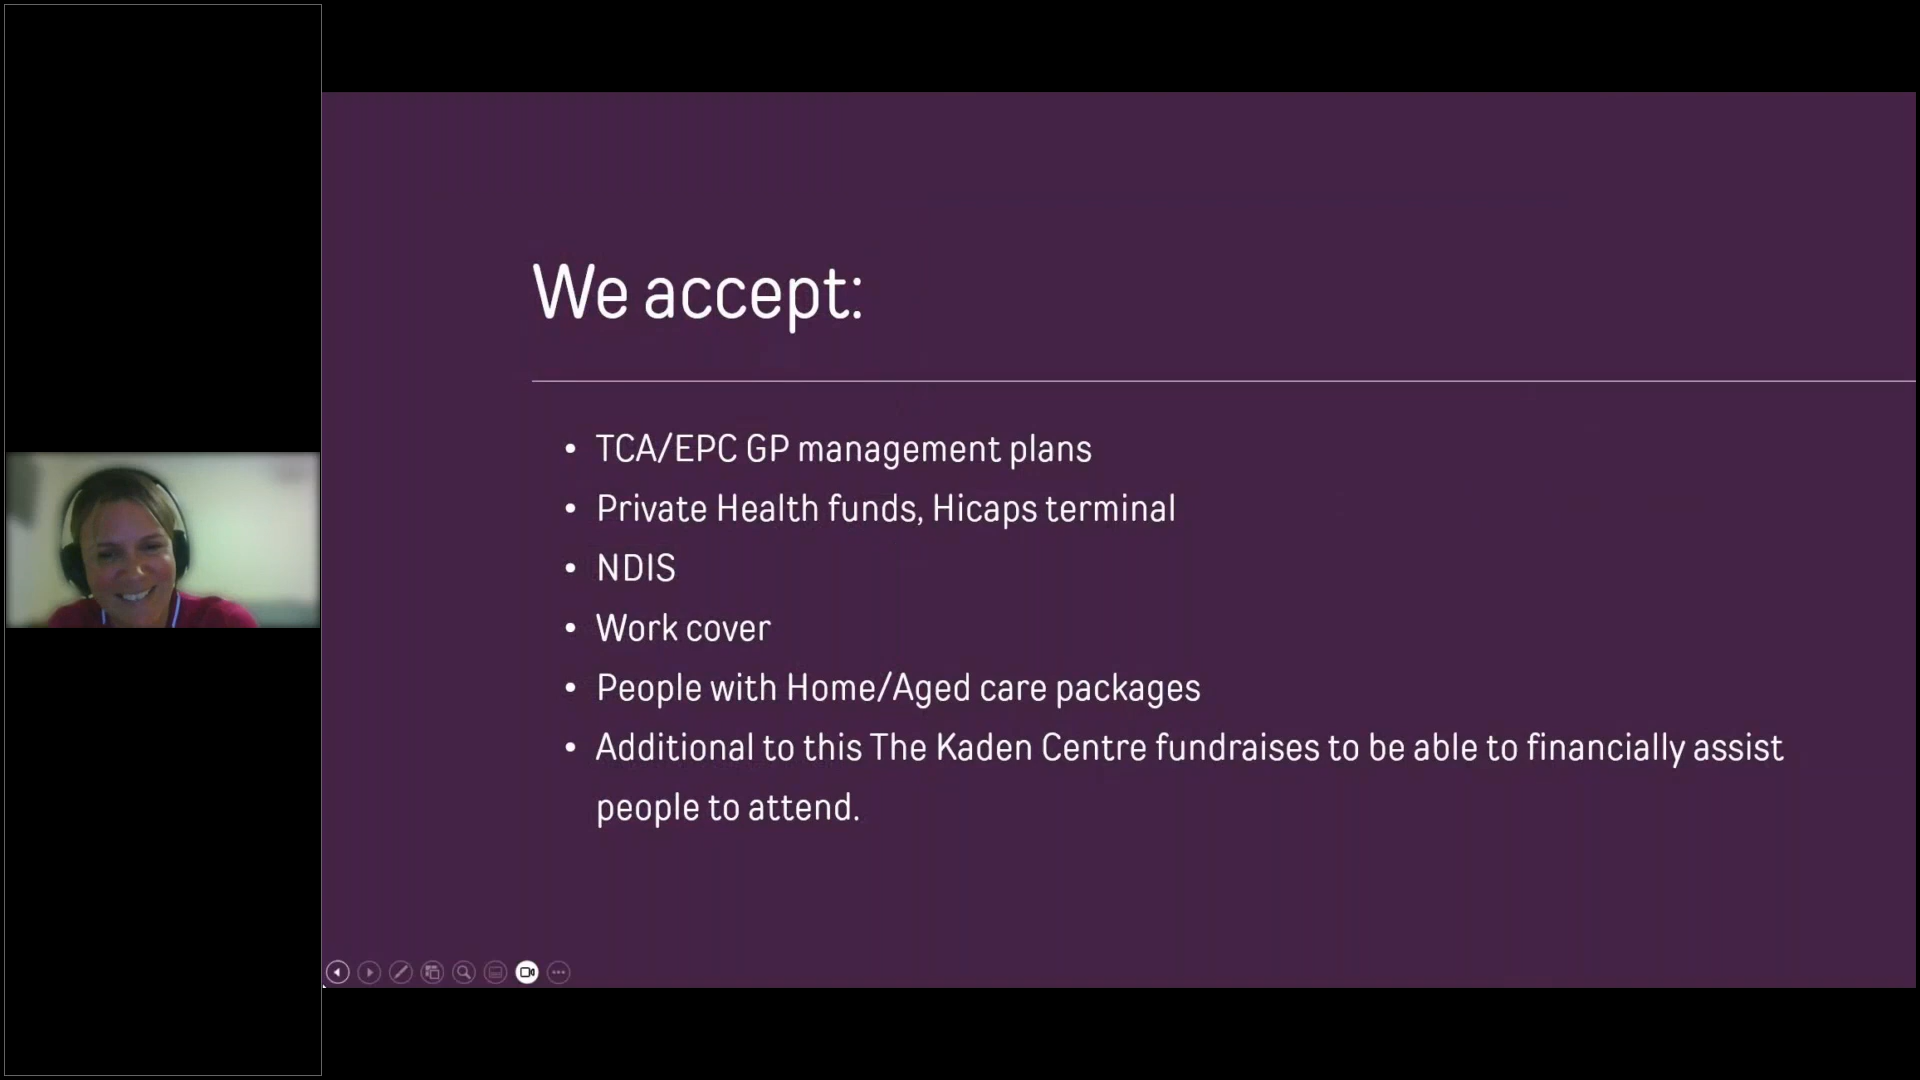 We accept:
• TCA/EPC GP management plans
• Private Health funds, Hicaps terminal
• NDIS
• Work cover
• People with Home/Aged care packages
• Additional to this The Kaden Centre fundraises to be able to financially assist
people to attend.